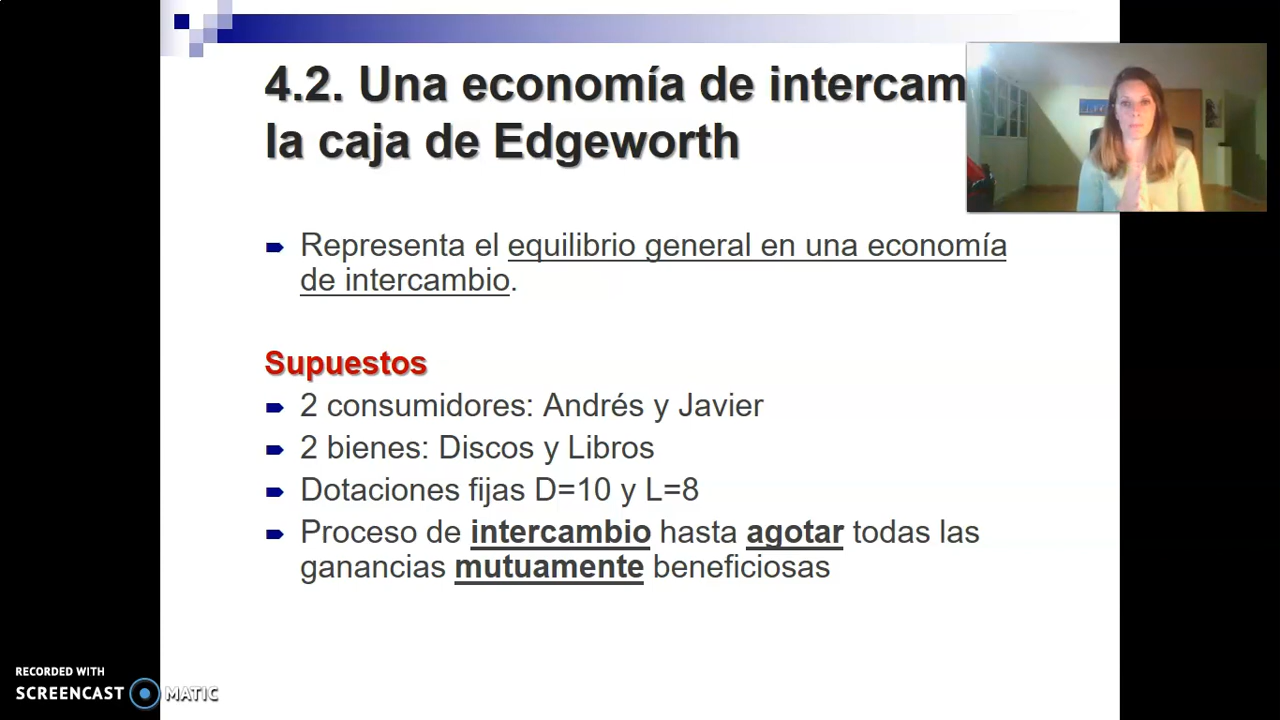 4.2. Una economía de intercam
la caja de Edgeworth
Representa el equilibrio general en una economía
de intercambio.
Supuestos
2 consumidores: Andrés y Javier
2 bienes: Discos y Libros
Dotaciones fijas D=10 y L=8
Proceso de intercambio hasta agotar todas las
ganancias mutuamente beneficiosas
RECORDED WITH
SCREENCAST MATIC